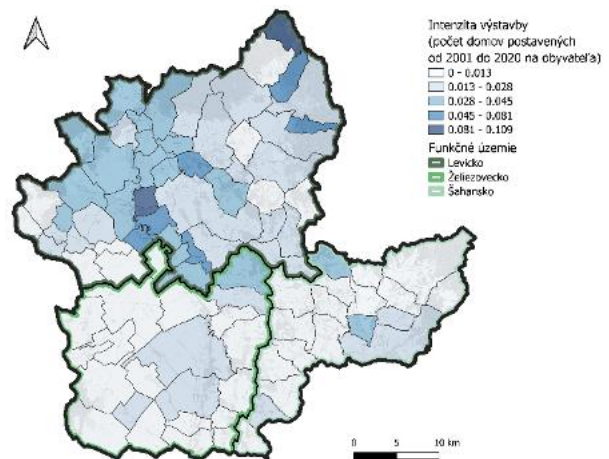 Intenzita výstavby
(počet domov postavených
od 2001 do 2020 na obyvateľa)
0 - 0.013
0.013 - 0.028
0.028 - 0.045
0.045 - 0.081
0.081 - 0.109
Funkčné územie
Levicko
Želiezovecko
Šahansko
0 5 10 km